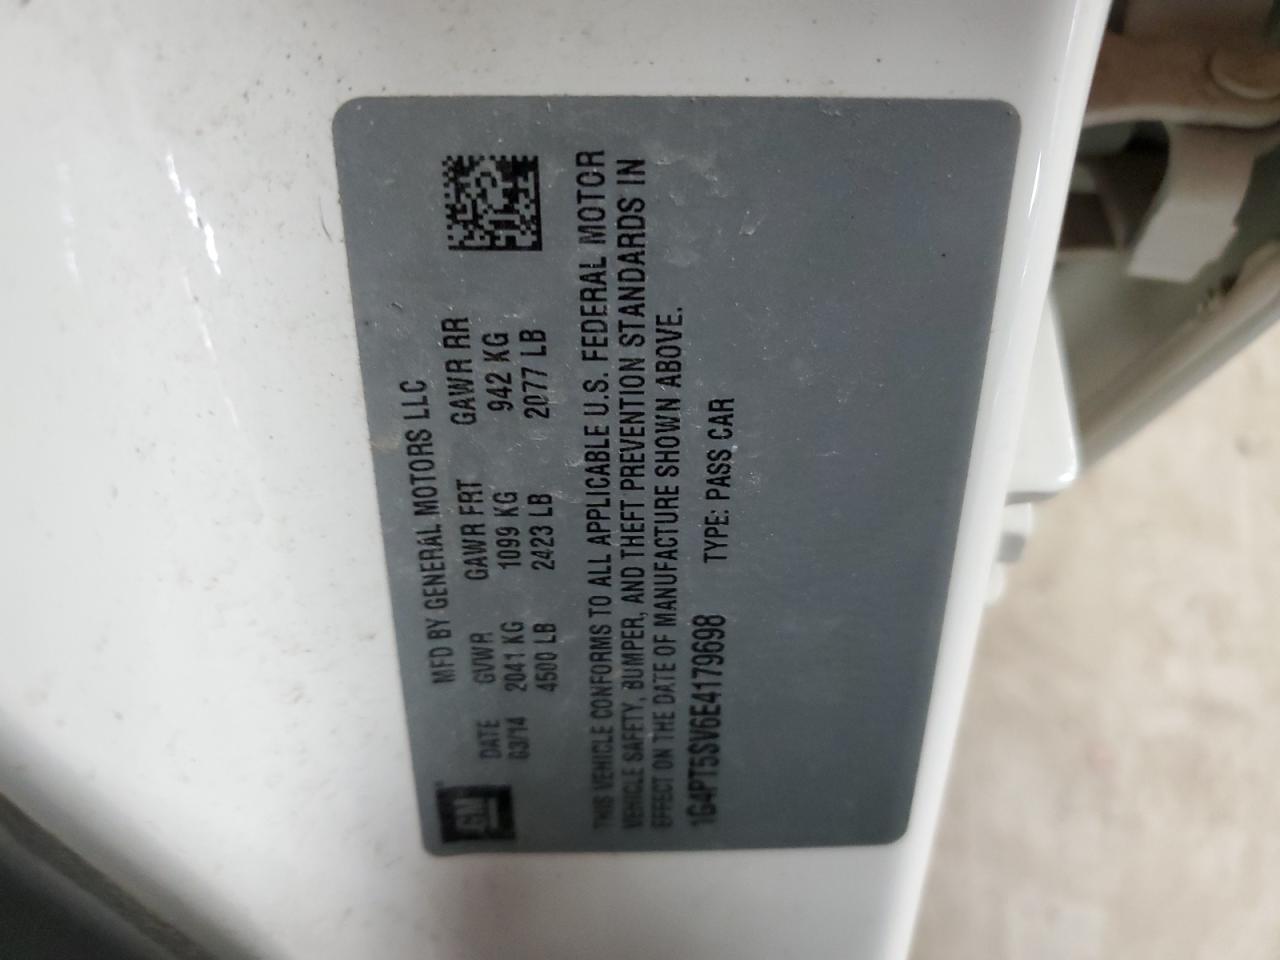 GM
MFD BY GENERAL MOTORS LLC
DATE GVWR GAWR FRT GAWR RR
03/14 2041 KG 1099 KG 942 KG
4500 LB 2423 LB 2077 LB
THIS VEHICLE CONFORMS TO ALL APPLICABLE U.S. FEDERAL MOTOR
VEHICLE SAFETY, BUMPER, AND THEFT PREVENTION STANDARDS IN
EFFECT ON THE DATE OF MANUFACTURE SHOWN ABOVE.
1G4PT5SV6E4179698 TYPE: PASS CAR